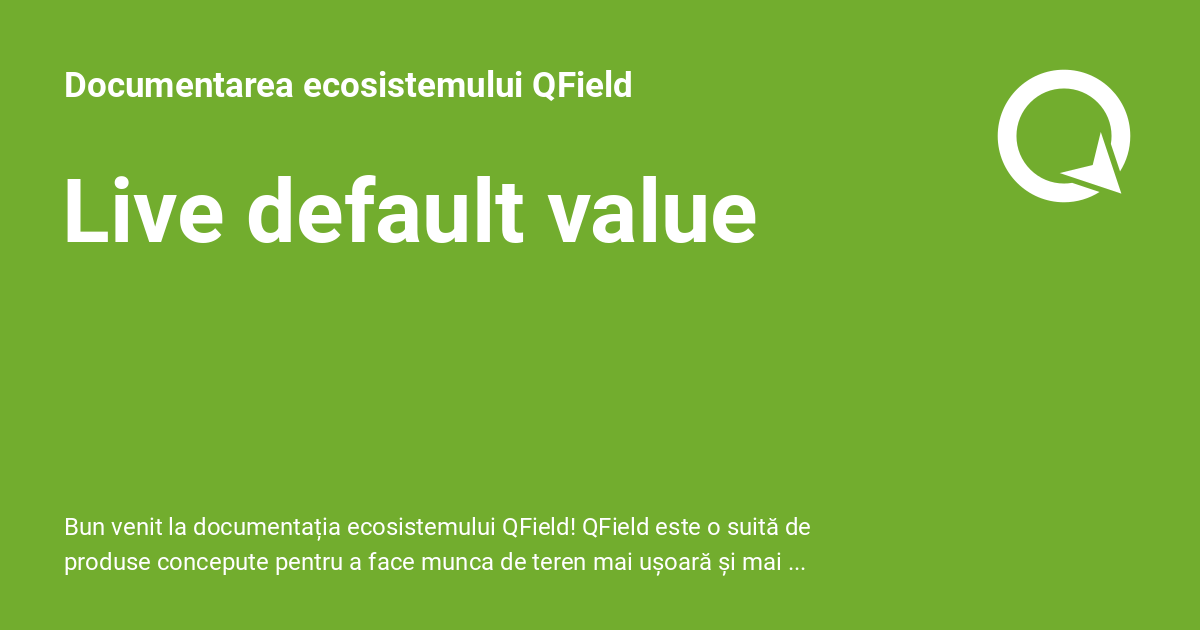 Documentarea ecosistemului QField
Live default value
Bun venit la documentația ecosistemului QField! QField este o suită de
produse concepute pentru a face munca de teren mai ușoară și mai ...